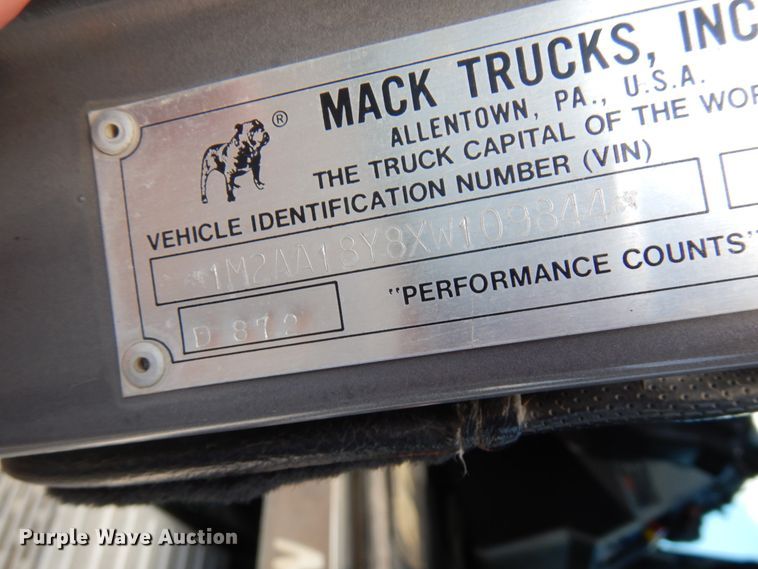 MACK TRUCKS, INC
®
ALLENTOWN, PA., U.S.A.
THE TRUCK CAPITAL OF THE WOR
VEHICLE IDENTIFICATION NUMBER (VIN)
*1M2AA18Y8XW109844*
"PERFORMANCE COUNTS"
D 872
Purple Wave Auction